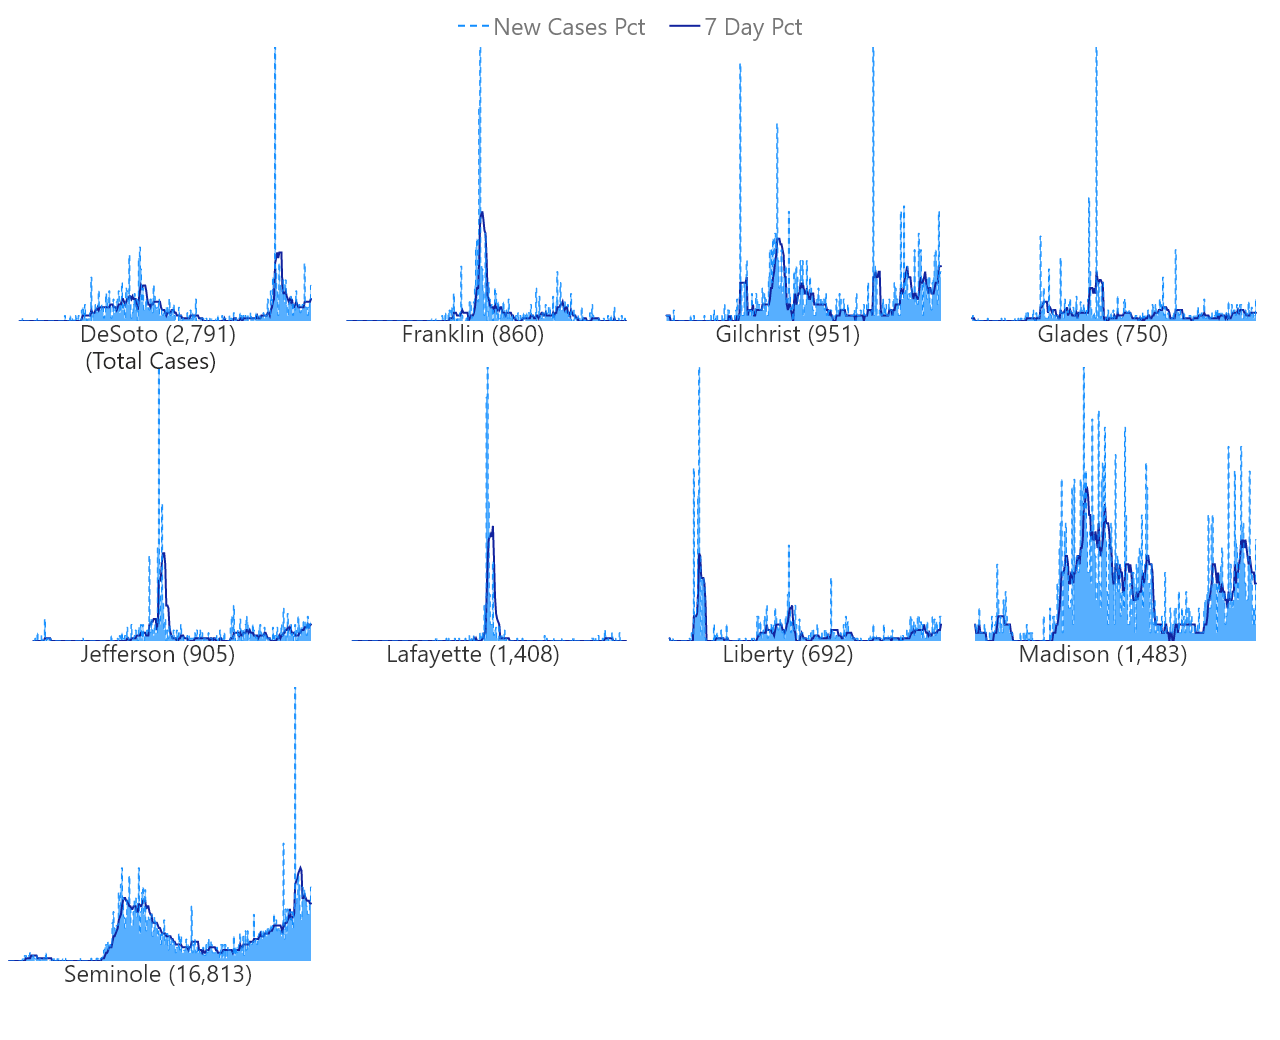 New Cases Pct 7 Day Pct
DeSoto (2,791) Franklin (860) Gilchrist (951) Glades (750)
(Total Cases)
Jefferson (905) Lafayette (1,408) Liberty (692) Madison (1,483)
Seminole (16,813)